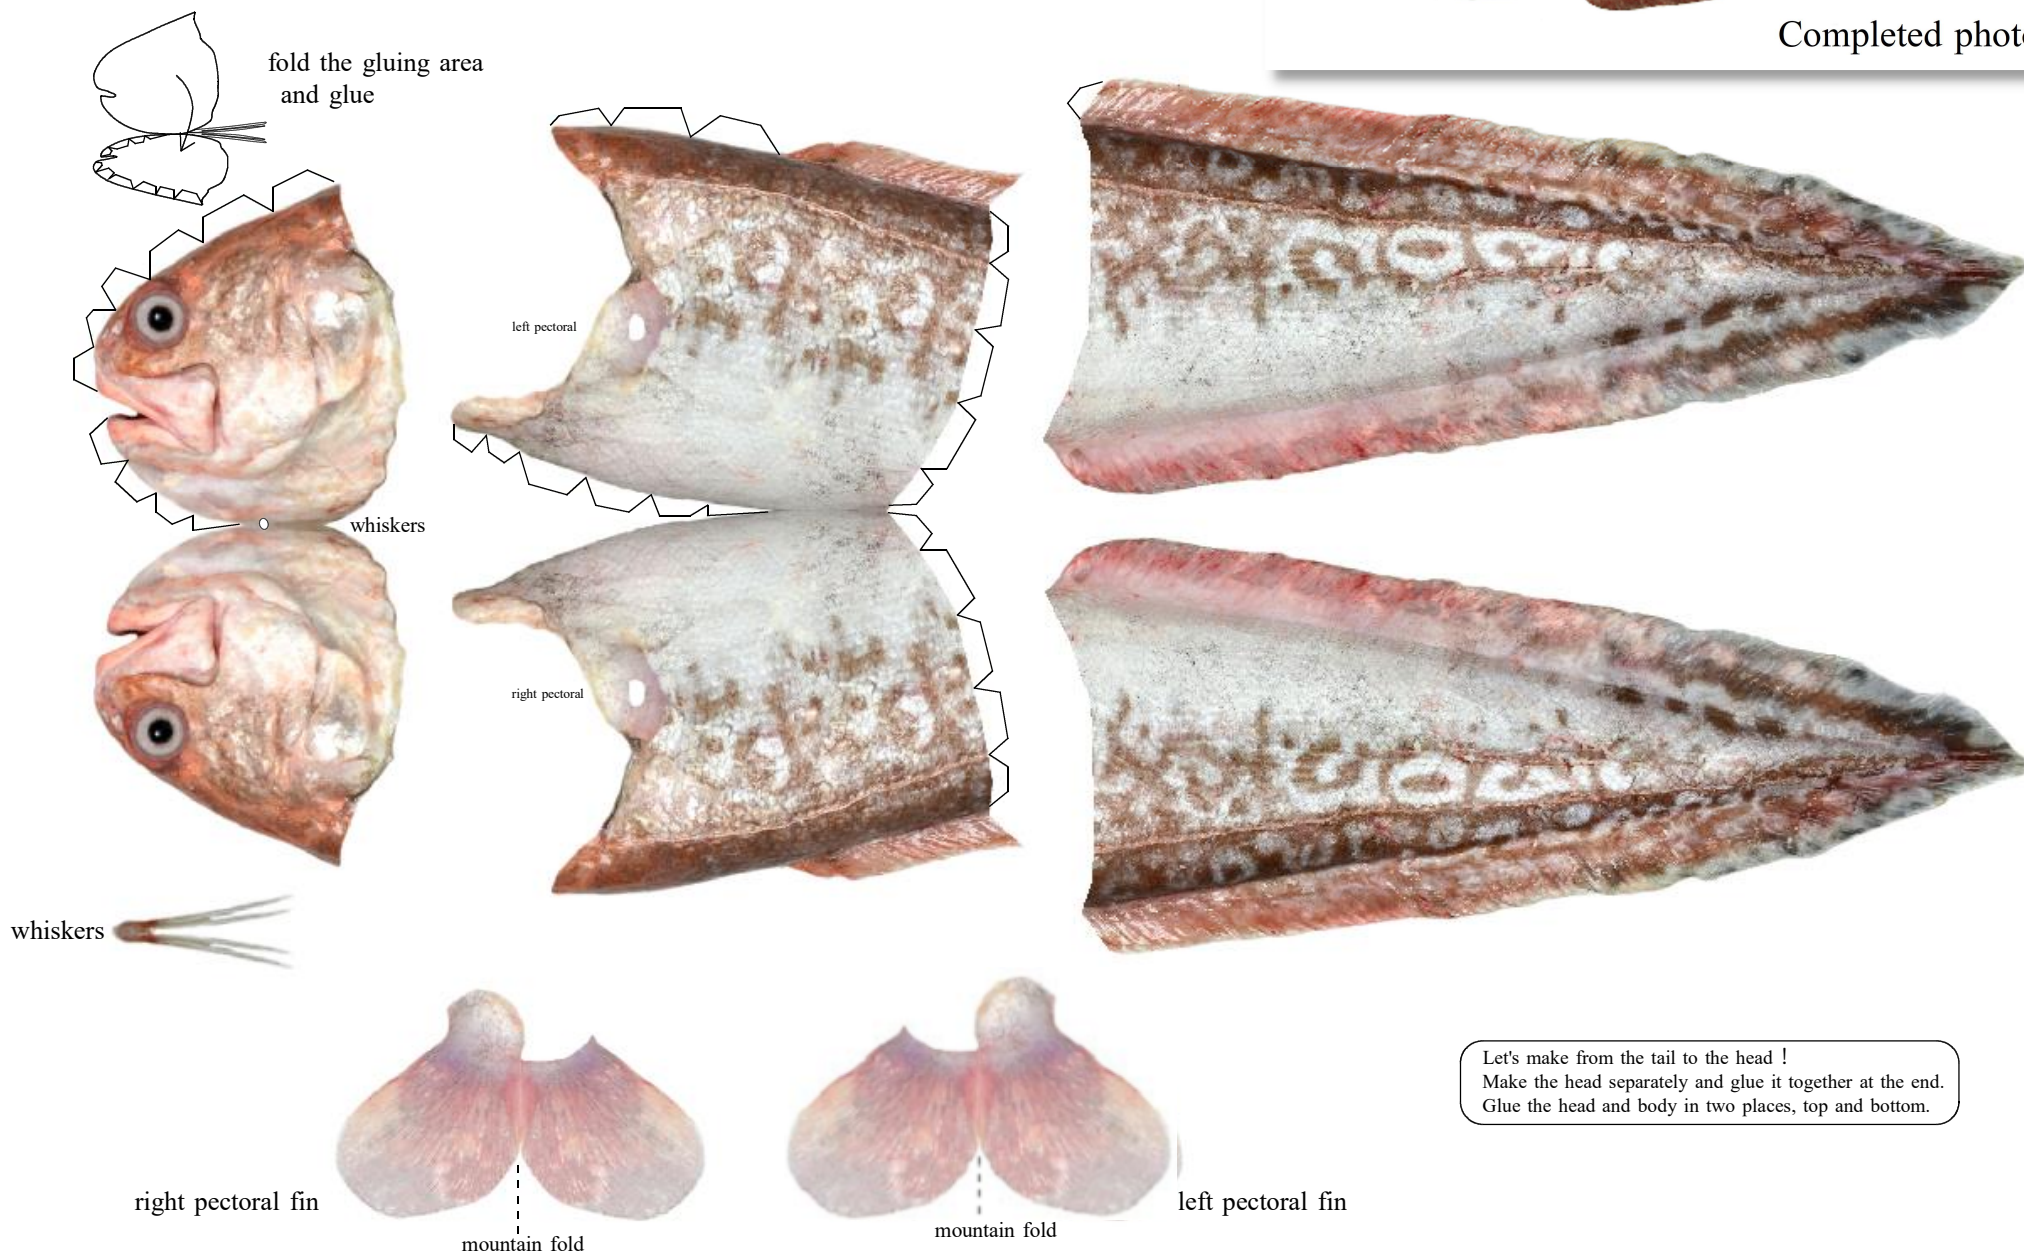 Completed phot
fold the gluing area
and glue
left pectoral
whiskers
right pectoral
whiskers
Let's make from the tail to the head !
Make the head separately and glue it together at the end.
Glue the head and body in two places, top and bottom.
right pectoral fin
left pectoral fin
mountain fold
mountain fold